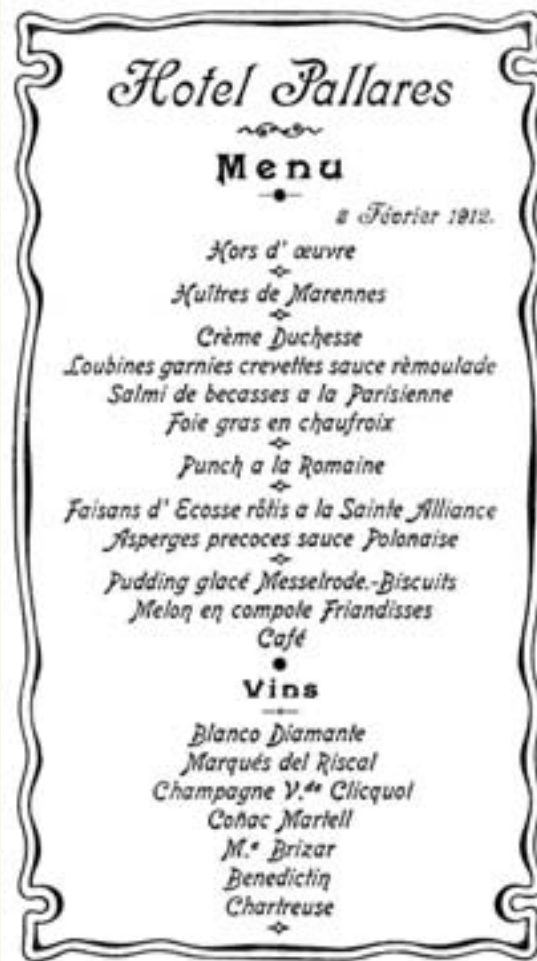 Hotel Pallares
Menu
8 Février 1912.
Hors d' œuvre
Huîtres de Marennes
Crème Duchesse
Loubines garnies crevettes sauce rèmoulade
Salmi de becasses a la Parisienne
Foie gras en chaufroix
Punch a la Romaine
Faisans d' Ecosse rôtis a la Sainte Alliance
Asperges precoces sauce Polonaise
Pudding glacé Messelrode.-Biscuits
Melon en compote Friandisses
Café
Vins
Blanco Diamante
Marqués del Riscal
Champagne V.de Clicquot
Coñac Martell
M.e Brizar
Benedictin
Chartreuse